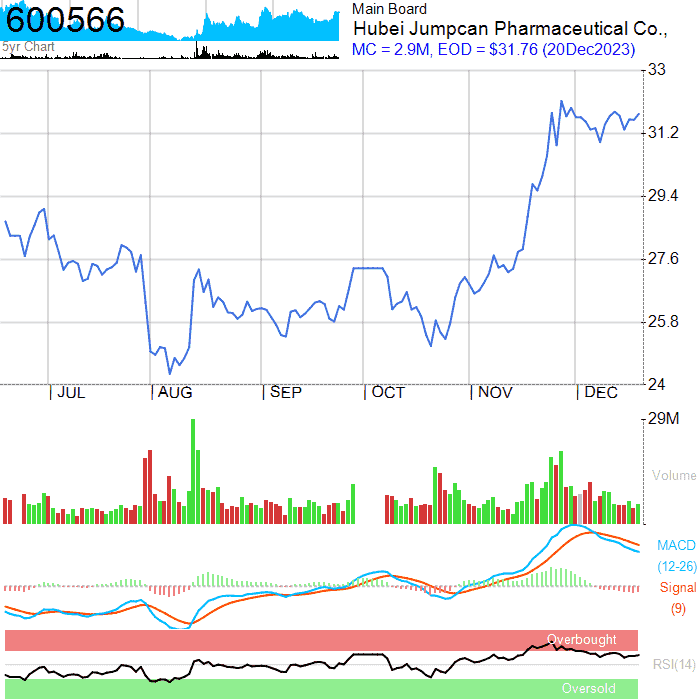 600566
5yr Chart
Main Board
Hubei Jumpcan Pharmaceutical Co.,
MC = 2.9M, EOD = $31.76 (20Dec2023)
33
31.2
29.4
27.6
25.8
24
JUL AUG SEP OCT NOV DEC
29M
Volume
MACD
(12-26)
Signal
(9)
Overbought
RSI(14)
Oversold